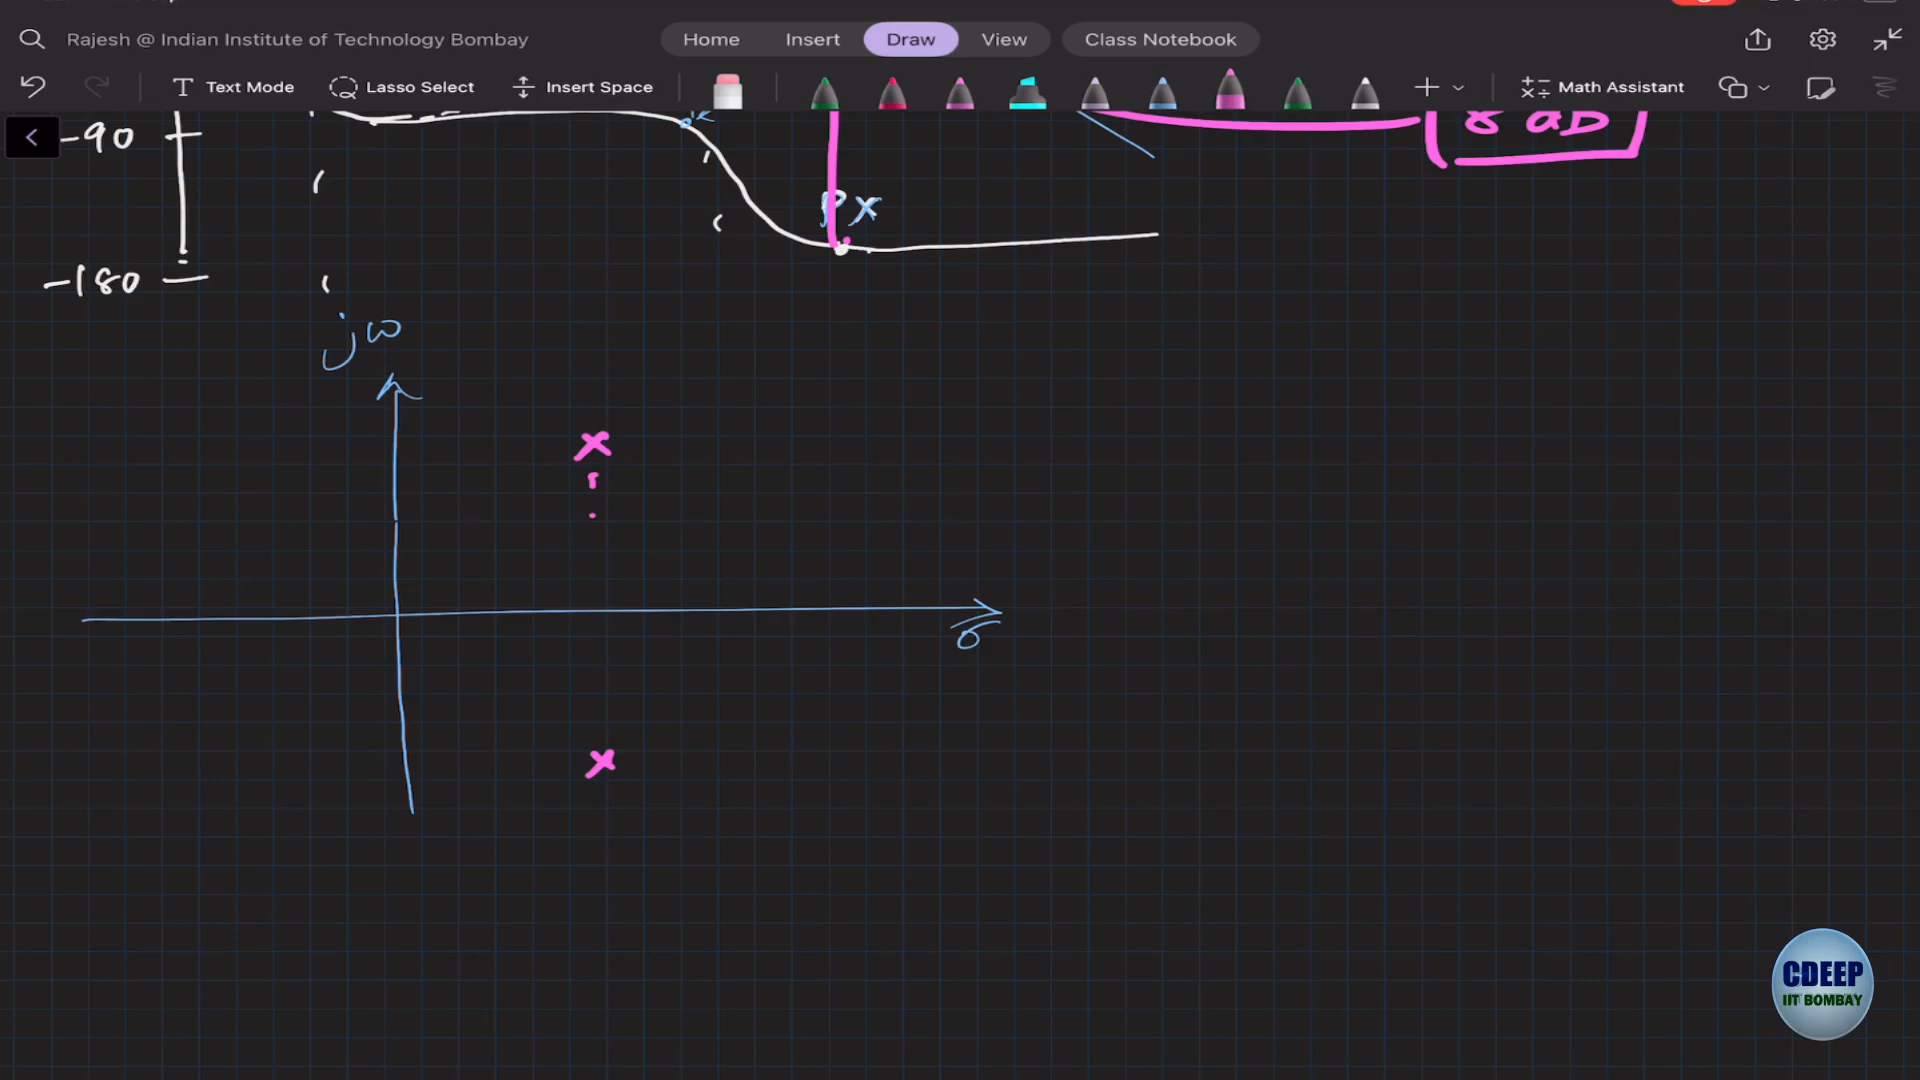 Rajesh @ Indian Institute of Technology Bombay
Home Insert Draw View Class Notebook
Text Mode Lasso Select Insert Space Math Assistant
-90
8 dB
Px
-180
jω
σ
CDEEP
IIT BOMBAY